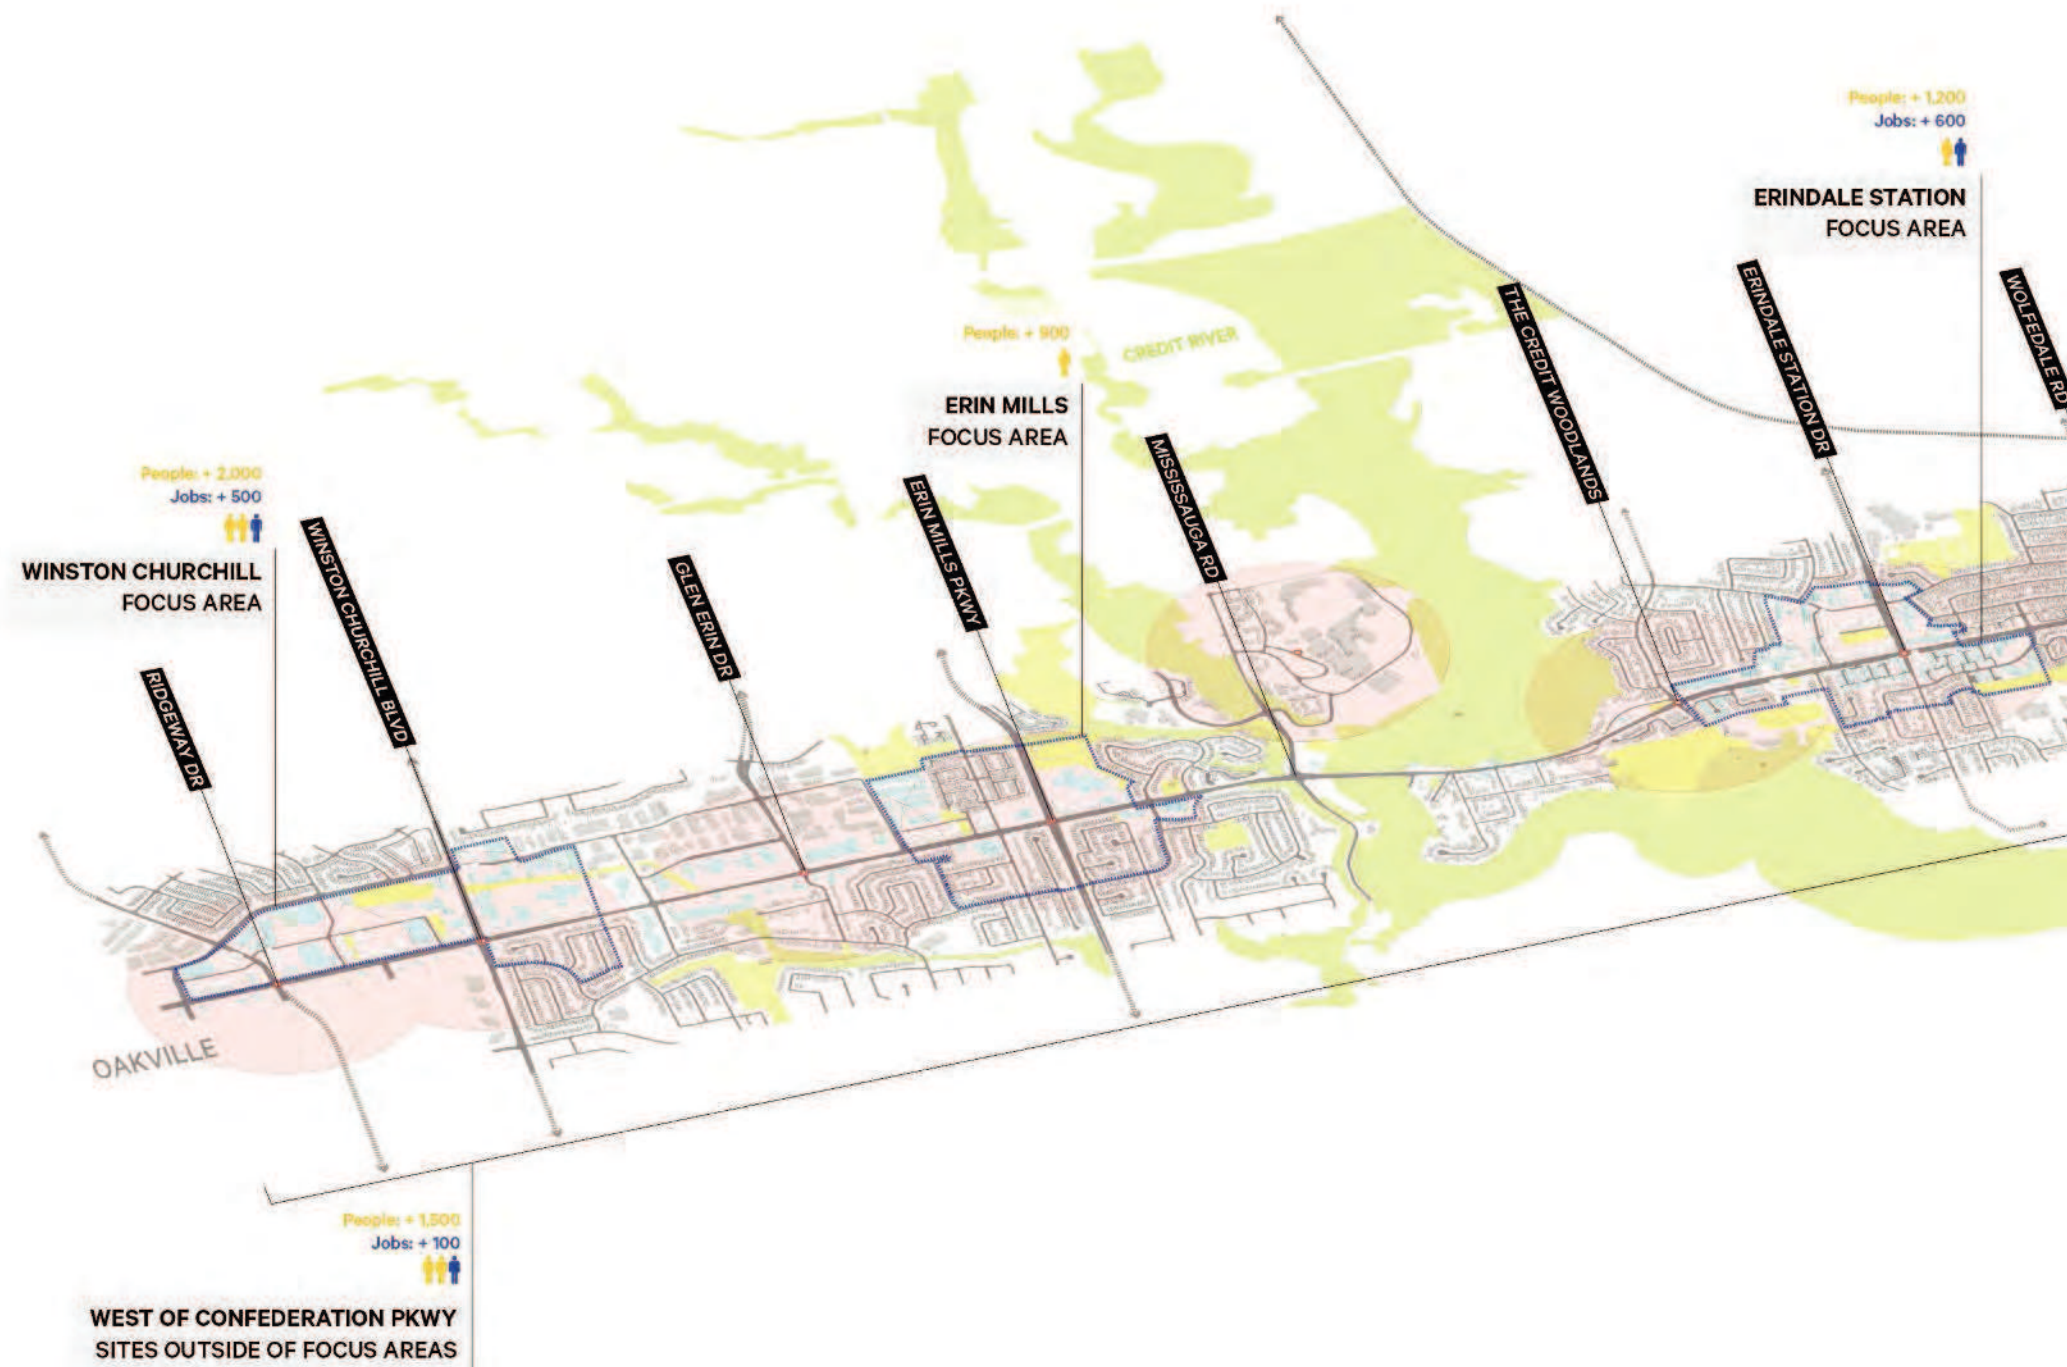 People: + 1,200
Jobs: + 600
ERINDALE STATION
FOCUS AREA
WOLFEDALE RD
ERINDALE STATION DR
THE CREDIT WOODLANDS
People: + 900
CREDIT RIVER
ERIN MILLS
FOCUS AREA
MISSISSAUGA RD
ERIN MILLS PKWY
People: + 2,000
Jobs: + 500
WINSTON CHURCHILL
FOCUS AREA
WINSTON CHURCHILL BLVD
GLEN ERIN DR
RIDGEWAY DR
OAKVILLE
People: + 1,500
Jobs: + 100
WEST OF CONFEDERATION PKWY
SITES OUTSIDE OF FOCUS AREAS